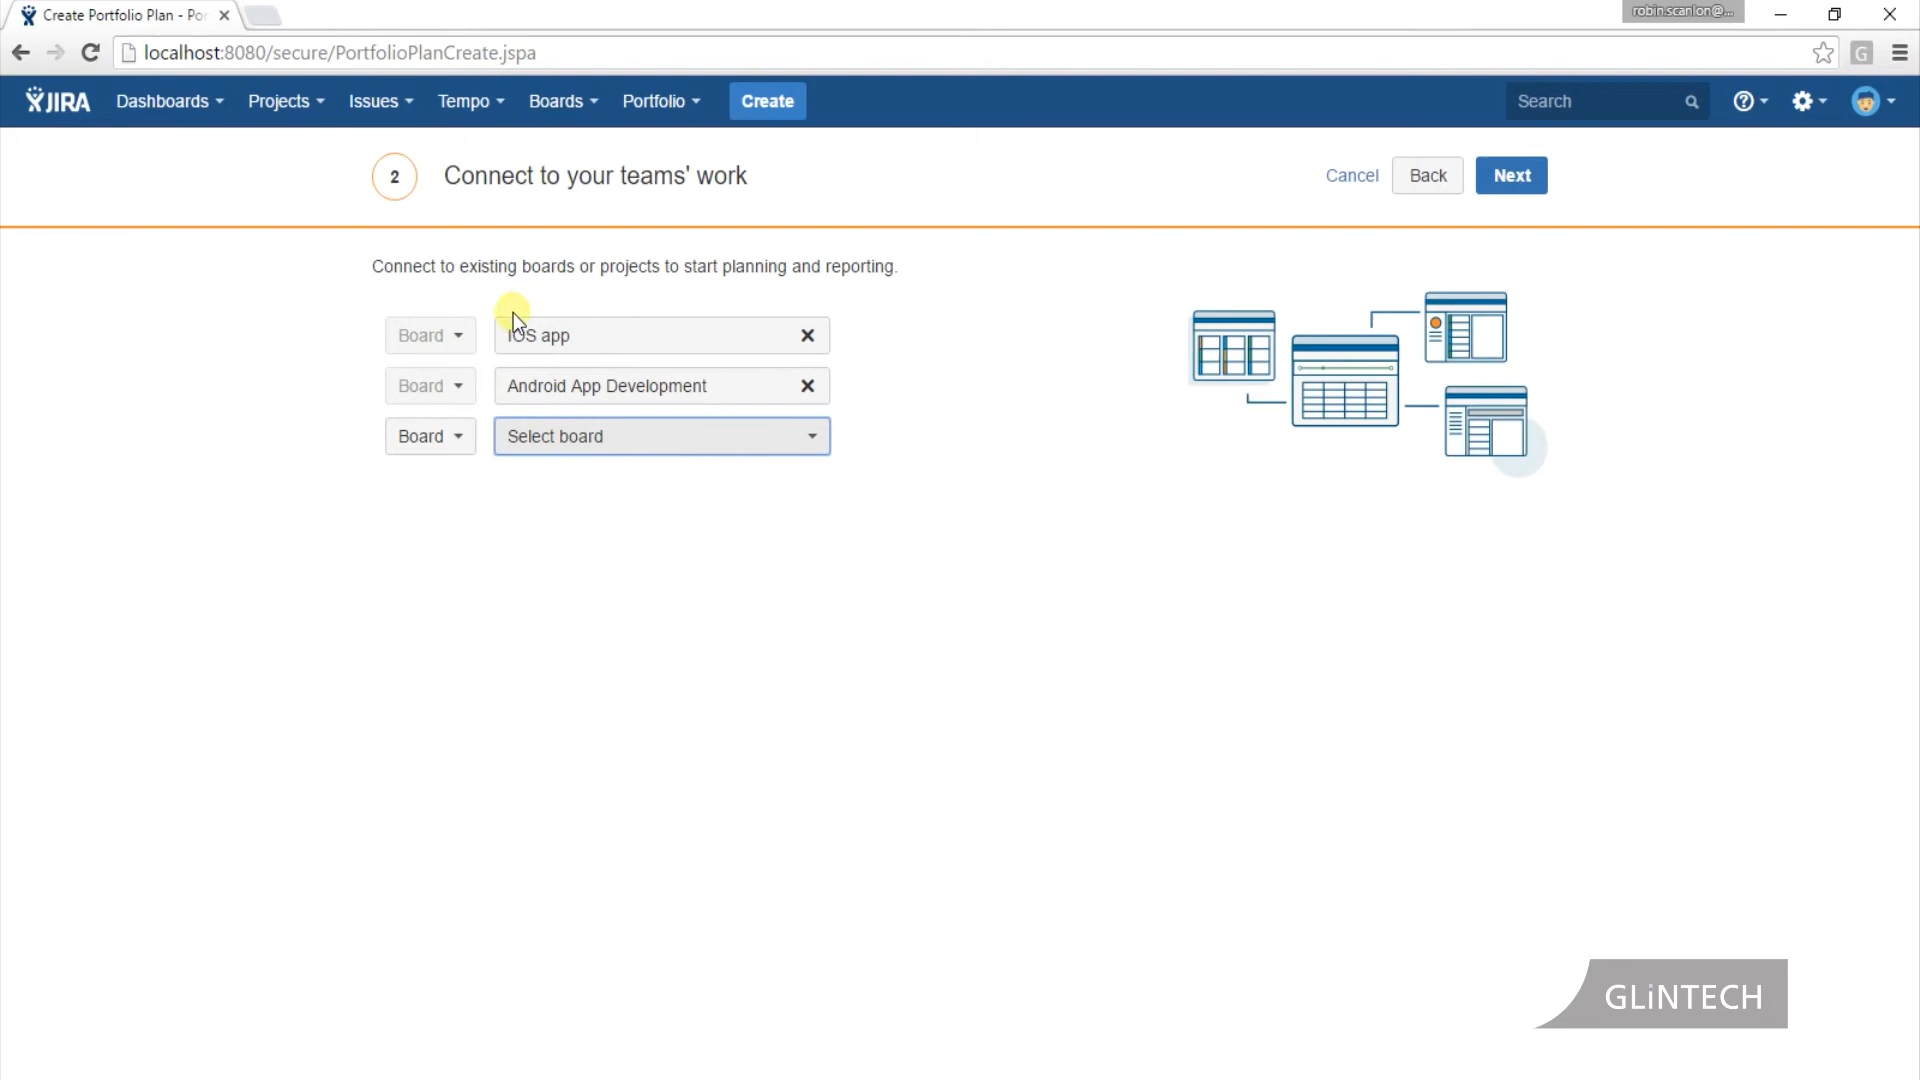 Create Portfolio Plan - Por
robin.scanlon@...
localhost:8080/secure/PortfolioPlanCreate.jspa
G
JIRA Dashboards Projects Issues Tempo Boards Portfolio Create Search
2 Connect to your teams' work Cancel Back Next
Connect to existing boards or projects to start planning and reporting.
Board iOS app
Board Android App Development
Board Select board
GLiNTECH